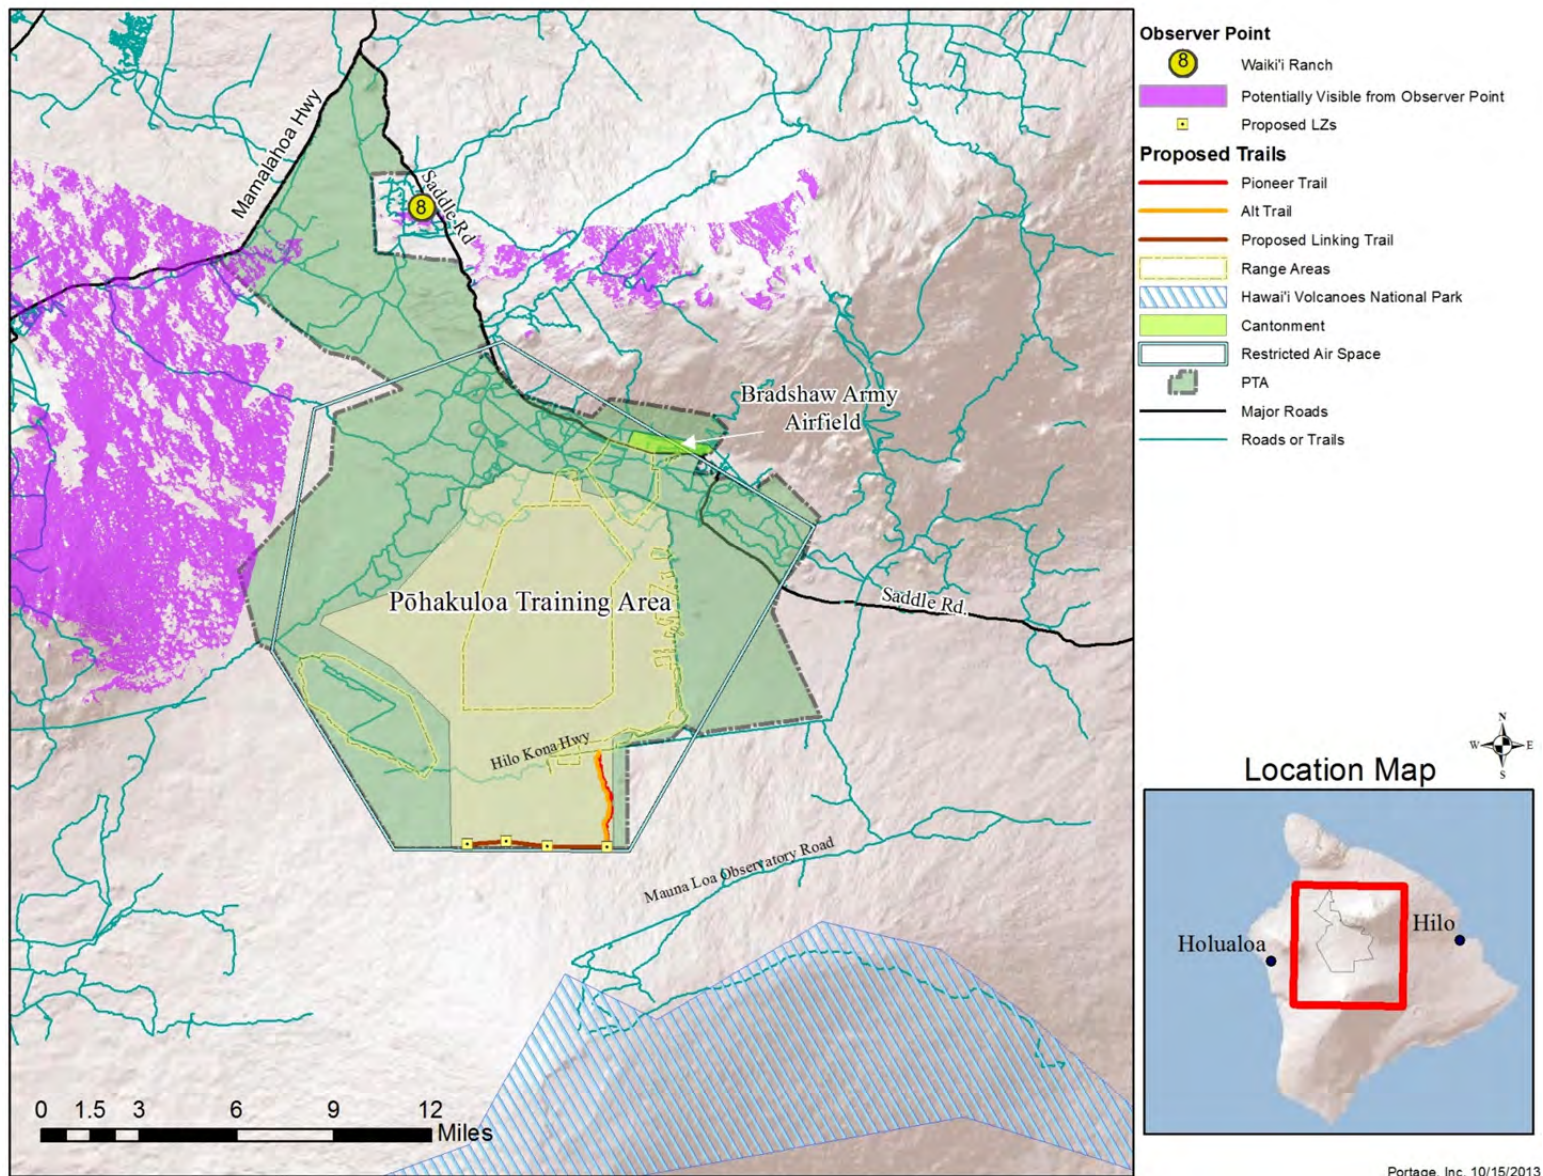 Mamalahoa Hwy
Saddle Rd
8
Bradshaw Army
Airfield
Pōhakuloa Training Area
Saddle Rd.
Hilo Kona Hwy
Mauna Loa Observatory Road
0 1.5 3 6 9 12
Miles
Observer Point
8 Waiki'i Ranch
Potentially Visible from Observer Point
Proposed LZs
Proposed Trails
Pioneer Trail
Alt Trail
Proposed Linking Trail
Range Areas
Hawai'i Volcanoes National Park
Cantonment
Restricted Air Space
PTA
Major Roads
Roads or Trails
N
W E
S
Location Map
Hilo
Holualoa
Portage, Inc. 10/15/2013